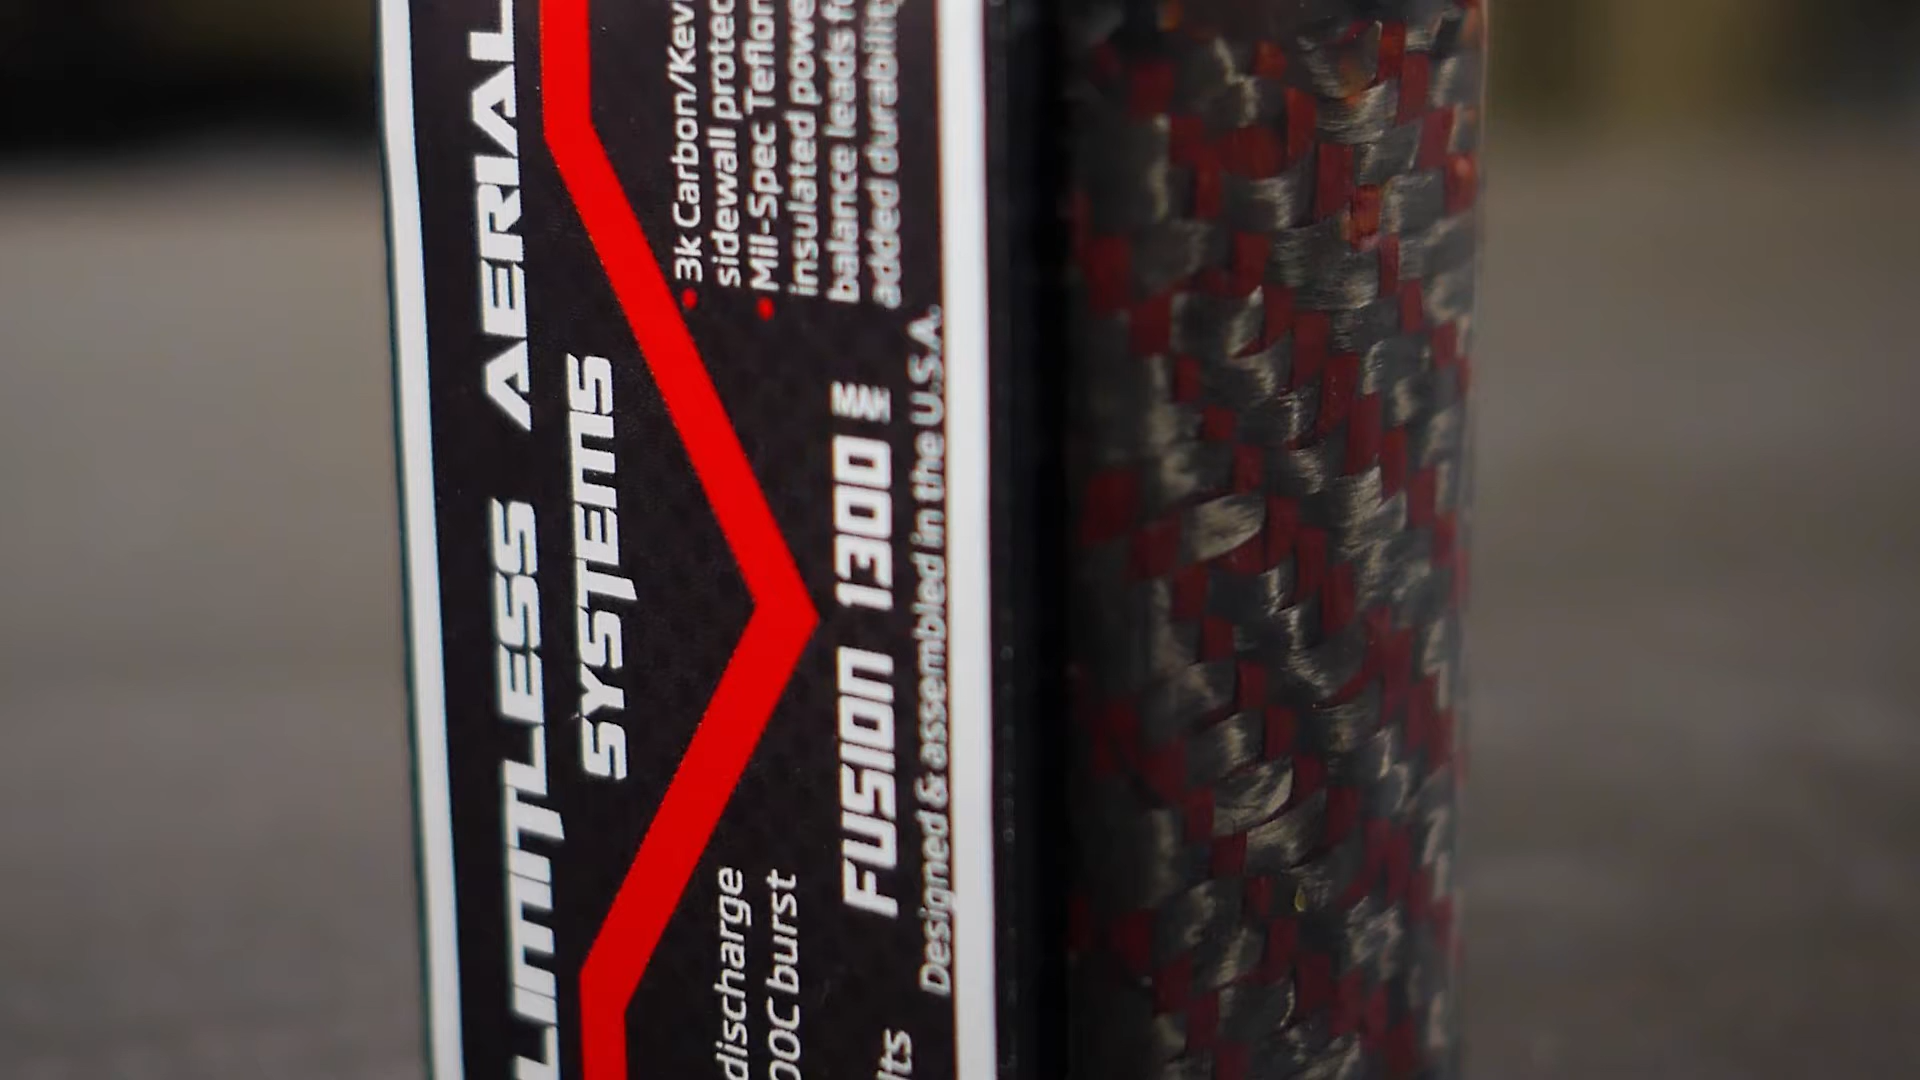 LIMITLESS AERIAL
SYSTEMS
3k Carbon/Kev
sidewall protec
Mil-Spec Teflon
insulated powe
balance leads f
added durability
discharge
00C burst
lts
FUSION 1300 MAH
Designed & assembled in the U.S.A.